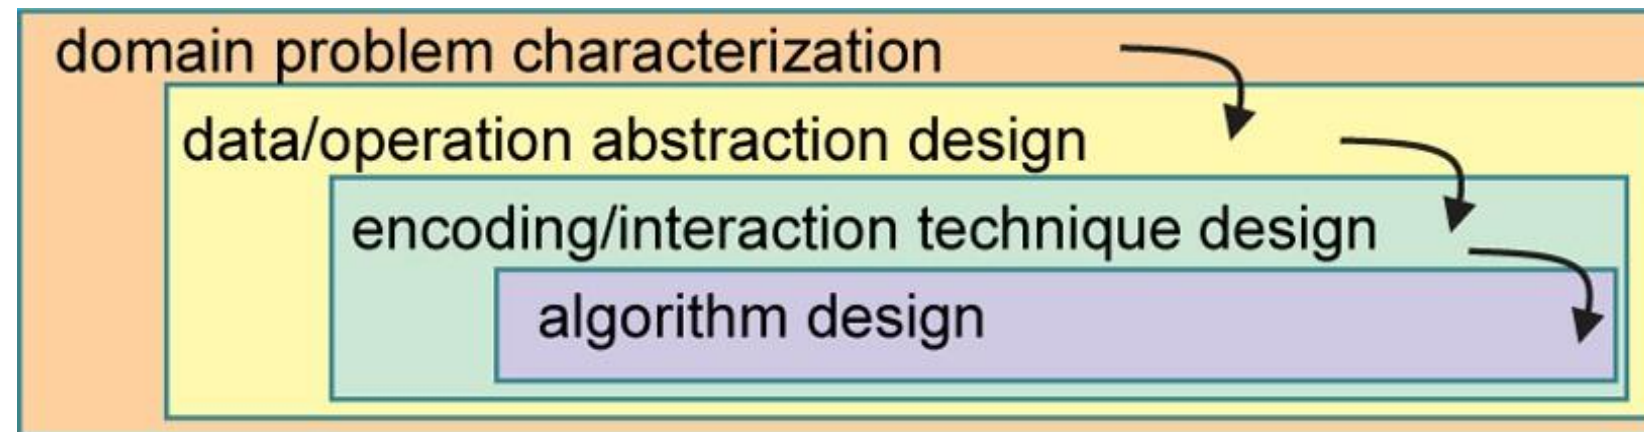 domain problem characterization
data/operation abstraction design
encoding/interaction technique design
algorithm design